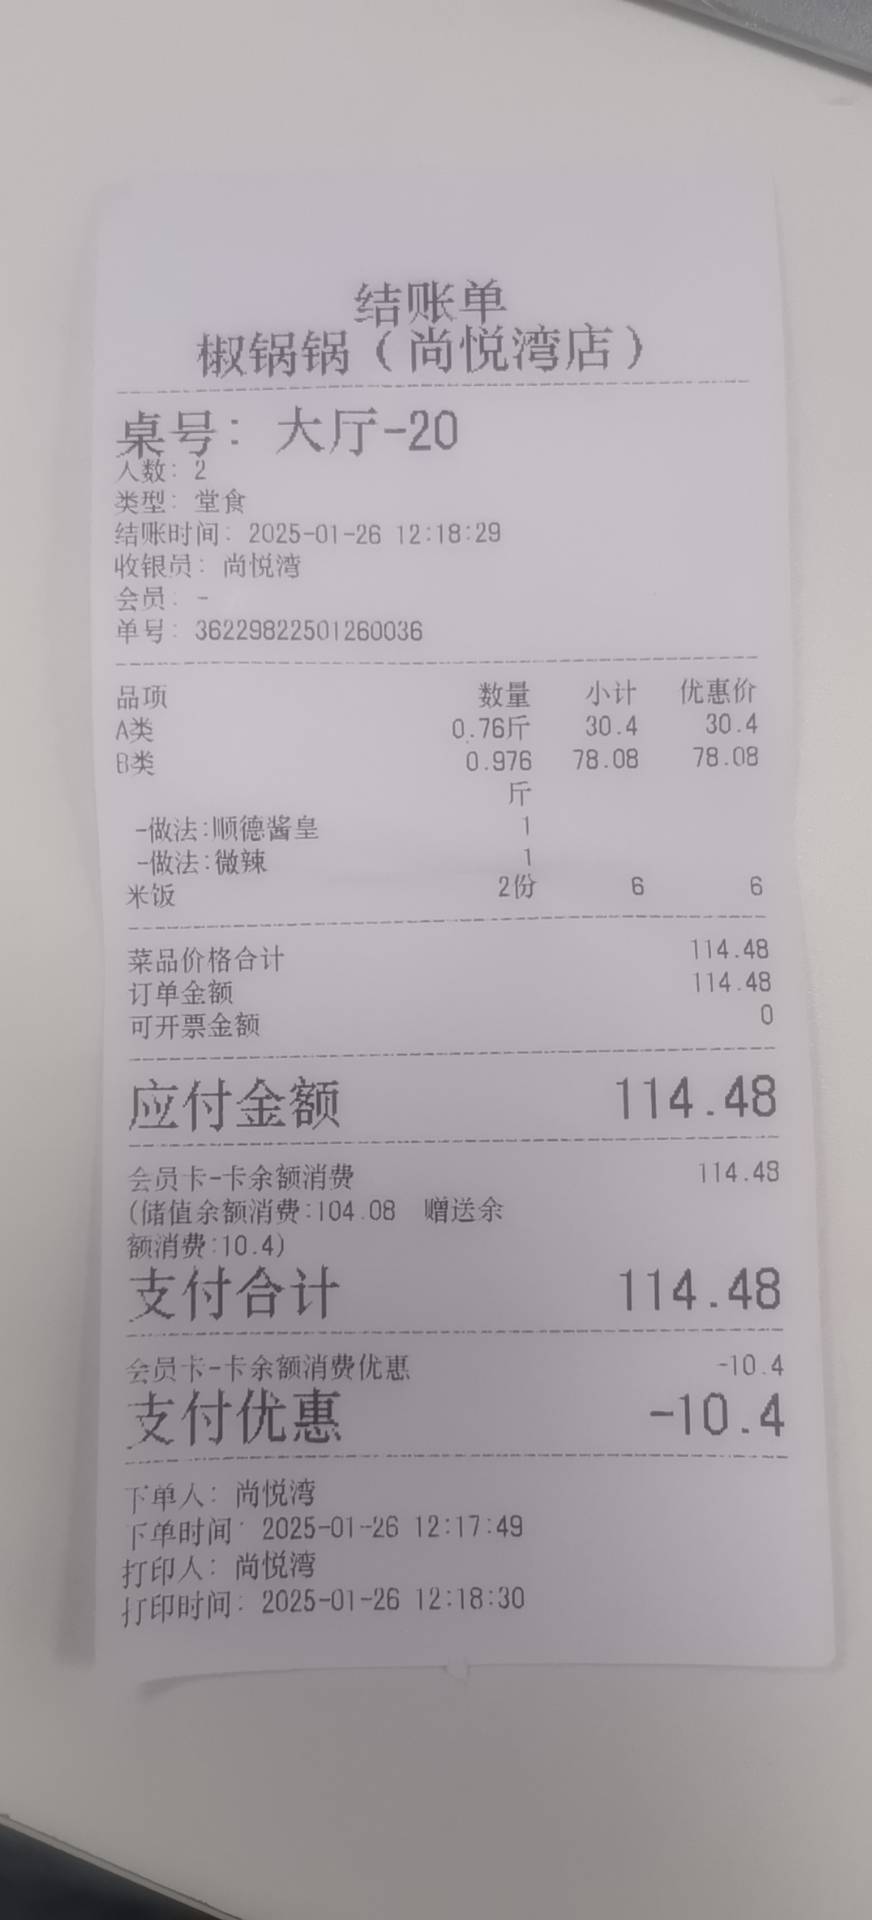 结账单
椒锅锅（尚悦湾店）
桌号：大厅-20
人数：2
类型：堂食
结账时间：2025-01-26 12:18:29
收银员：尚悦湾
会员：-
单号：36229822501260036
品项 数量 小计 优惠价
A类 0.76斤 30.4 30.4
B类 0.976 78.08 78.08
斤
-做法:顺德酱皇 1
-做法:微辣 1
米饭 2份 6 6
菜品价格合计 114.48
订单金额 114.48
可开票金额 0
应付金额 114.48
会员卡-卡余额消费 114.48
(储值余额消费:104.08 赠送余
额消费:10.4)
支付合计 114.48
会员卡-卡余额消费优惠 -10.4
支付优惠 -10.4
下单人：尚悦湾
下单时间：2025-01-26 12:17:49
打印人：尚悦湾
打印时间：2025-01-26 12:18:30